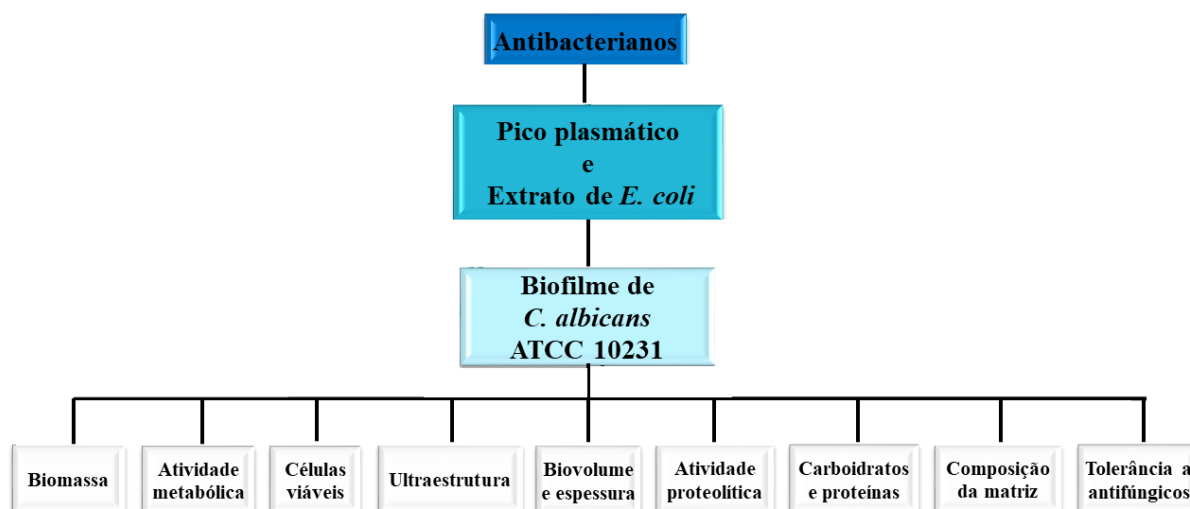 Antibacterianos
Pico plasmático
e
Extrato de E. coli
Biofilme de
C. albicans
ATCC 10231
Biomassa
Atividade
metabólica
Células
viáveis
Ultraestrutura
Biovolume
e espessura
Atividade
proteolítica
Carboidratos
e proteínas
Composição
da matriz
Tolerância a
antifúngicos